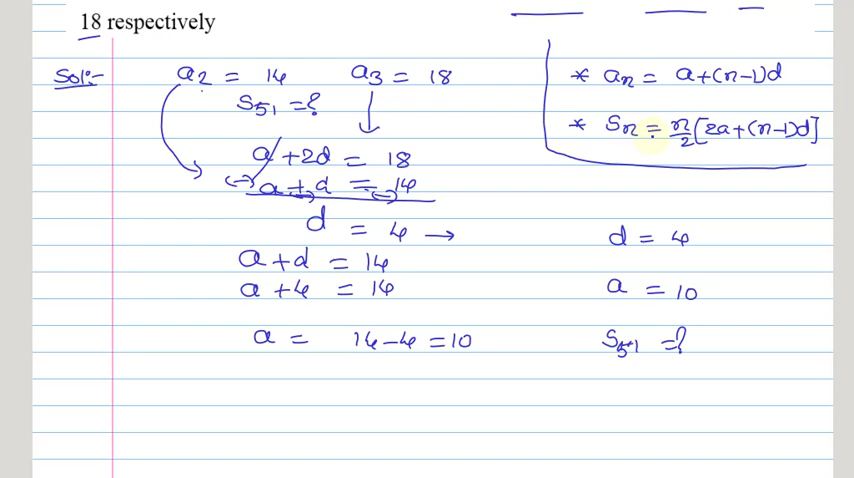 18 respectively
Sol:- a2 = 14 a3 = 18
S51 = ?
a + 2d = 18
(-) a + d = 14
(-) (-)
d = 4 →
a + d = 14
a + 4 = 14
a = 14 - 4 = 10
* an = a + (n-1)d
* Sn = n/2 [2a + (n-1)d]
d = 4
a = 10
S51 = ?